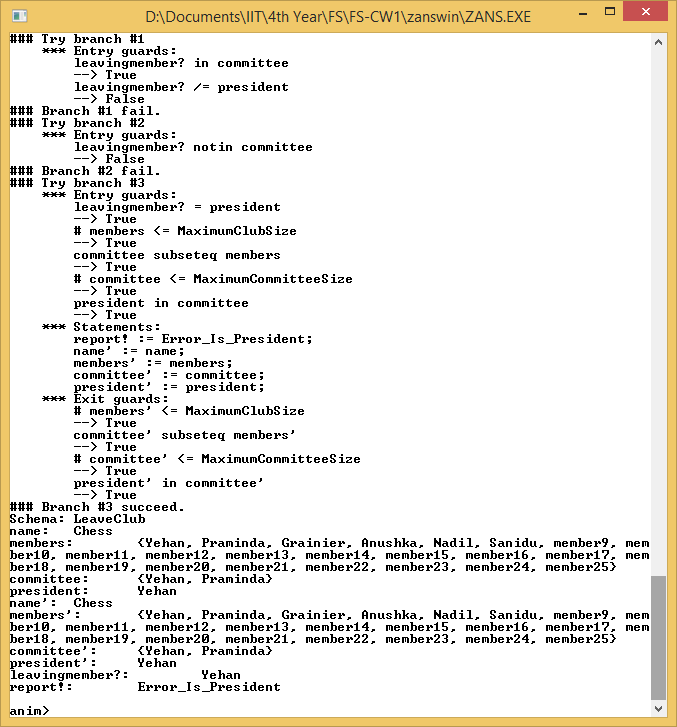 D:\Documents\IIT\4th Year\FS\FS-CW1\zanswin\ZANS.EXE
### Try branch #1
*** Entry guards:
leavingmember? in committee
--> True
leavingmember? /= president
--> False
### Branch #1 fail.
### Try branch #2
*** Entry guards:
leavingmember? notin committee
--> False
### Branch #2 fail.
### Try branch #3
*** Entry guards:
leavingmember? = president
--> True
# members <= MaximumClubSize
--> True
committee subseteq members
--> True
# committee <= MaximumCommitteeSize
--> True
president in committee
--> True
*** Statements:
report! := Error_Is_President;
name' := name;
members' := members;
committee' := committee;
president' := president;
*** Exit guards:
# members' <= MaximumClubSize
--> True
committee' subseteq members'
--> True
# committee' <= MaximumCommitteeSize
--> True
president' in committee'
--> True
### Branch #3 succeed.
Schema: LeaveClub
name: Chess
members: {Yehan, Praminda, Grainier, Anushka, Nadil, Sanidu, member9, mem
ber10, member11, member12, member13, member14, member15, member16, member17, mem
ber18, member19, member20, member21, member22, member23, member24, member25}
committee: {Yehan, Praminda}
president: Yehan
name': Chess
members': {Yehan, Praminda, Grainier, Anushka, Nadil, Sanidu, member9, mem
ber10, member11, member12, member13, member14, member15, member16, member17, mem
ber18, member19, member20, member21, member22, member23, member24, member25}
committee': {Yehan, Praminda}
president': Yehan
leavingmember?: Yehan
report!: Error_Is_President
anim>